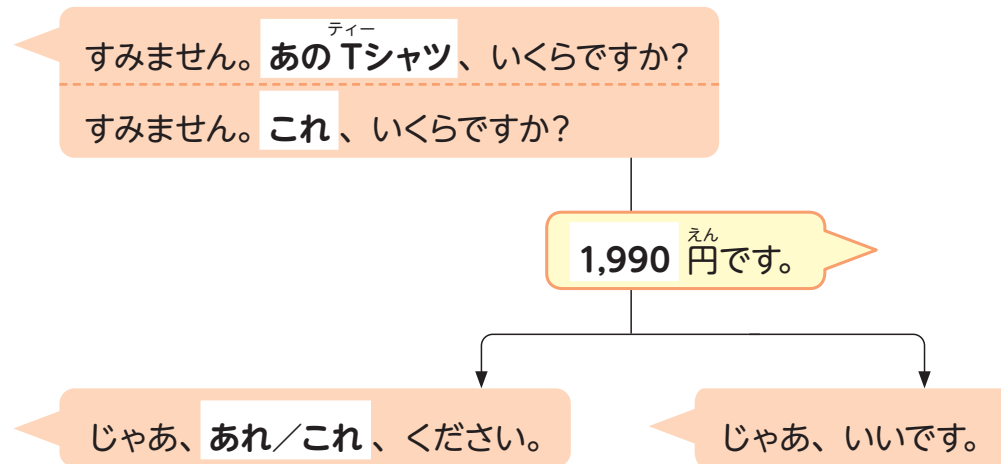 ティー
すみません。あの Tシャツ、いくらですか?
すみません。これ、いくらですか?
えん
1,990 円です。
じゃあ、あれ/これ、ください。
じゃあ、いいです。